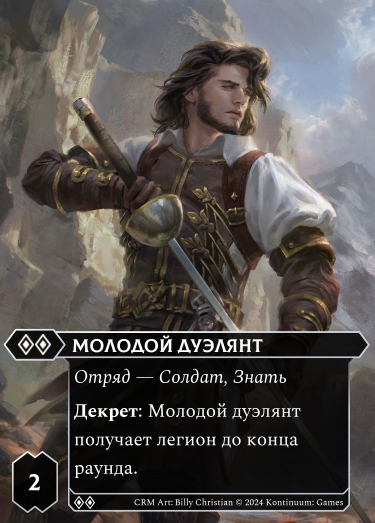 МОЛОДОЙ ДУЭЛЯНТ
Отряд — Солдат, Знать
Декрет: Молодой дуэлянт
получает легион до конца
раунда.
2
CRM Art: Billy Christian © 2024 Kontinuum: Games